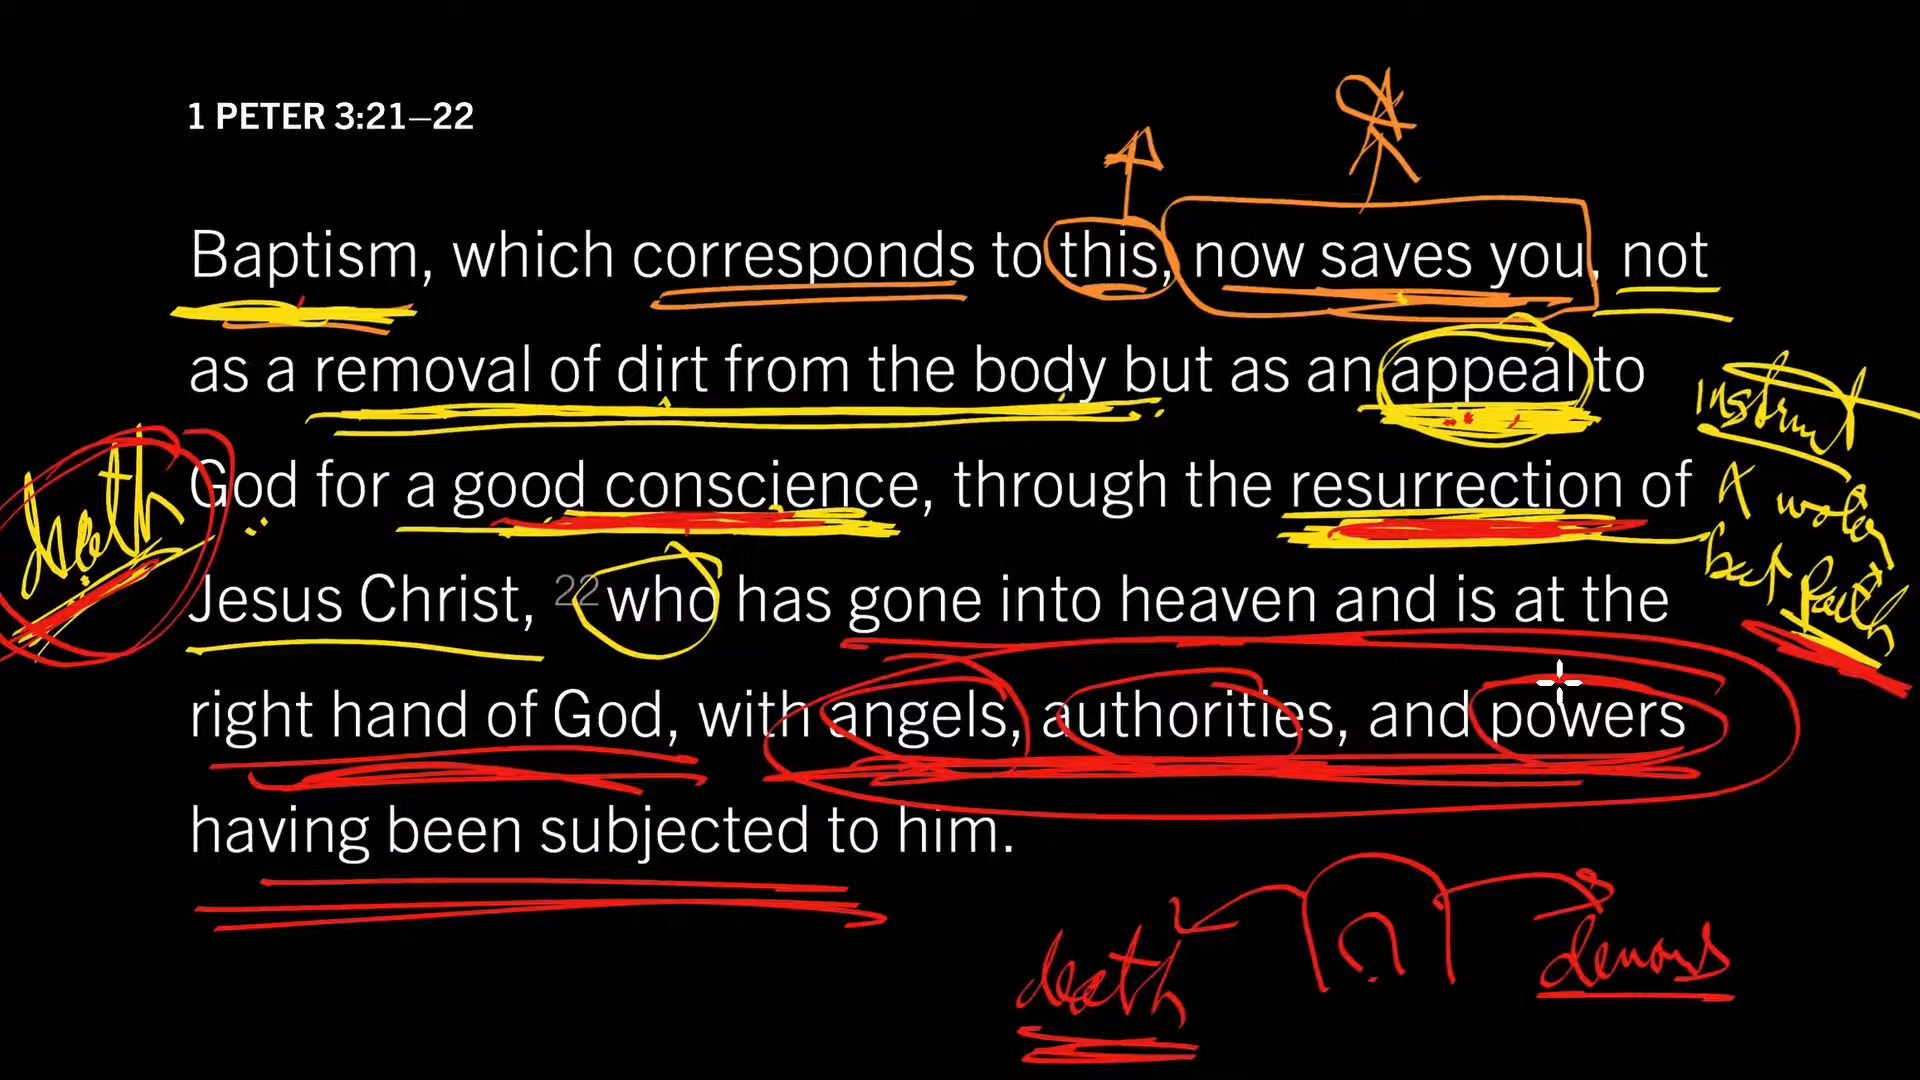 1 PETER 3:21–22
Baptism, which corresponds to this, now saves you, not
as a removal of dirt from the body but as an appeal to
God for a good conscience, through the resurrection of
Jesus Christ, 22 who has gone into heaven and is at the
right hand of God, with angels, authorities, and powers
having been subjected to him.
death
instrument
but faith
death
demons